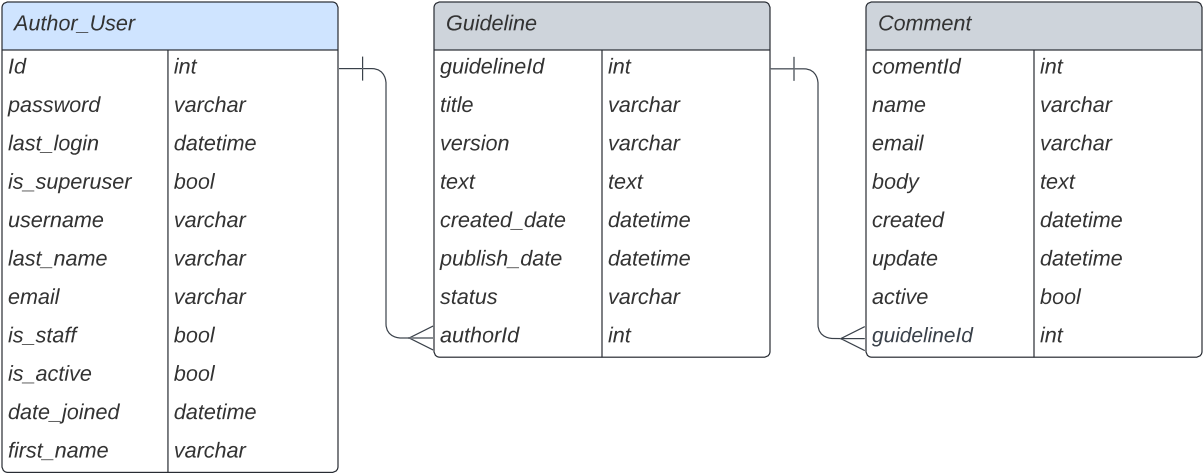 Author_User
Id int
password varchar
last_login datetime
is_superuser bool
username varchar
last_name varchar
email varchar
is_staff bool
is_active bool
date_joined datetime
first_name varchar
Guideline
guidelineId int
title varchar
version varchar
text text
created_date datetime
publish_date datetime
status varchar
authorId int
Comment
comentId int
name varchar
email varchar
body text
created datetime
update datetime
active bool
guidelineId int